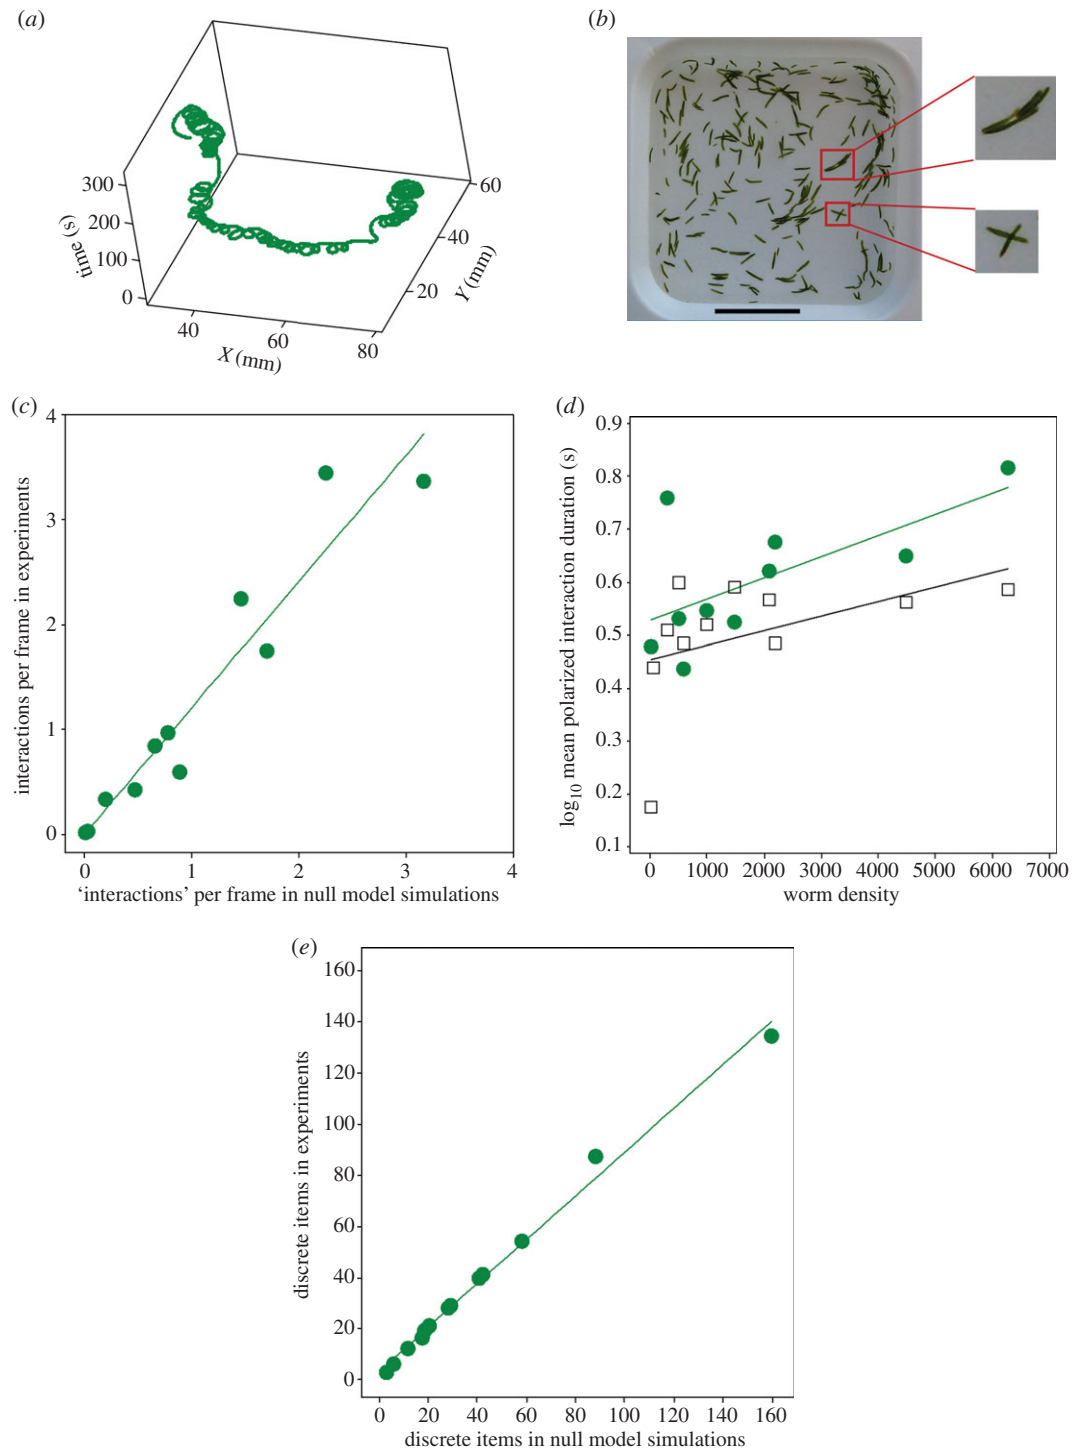 (a)
300
200
100
0
time (s)
40
60
80
X (mm)
20
40
60
Y (mm)
(b)
(c)
4
3
2
1
0
interactions per frame in experiments
0 1 2 3 4
‘interactions’ per frame in null model simulations
(d)
0.9
0.8
0.7
0.6
0.5
0.4
0.3
0.2
0.1
log10 mean polarized interaction duration (s)
0 1000 2000 3000 4000 5000 6000 7000
worm density
(e)
160
140
120
100
80
60
40
20
0
discrete items in experiments
0 20 40 60 80 100 120 140 160
discrete items in null model simulations